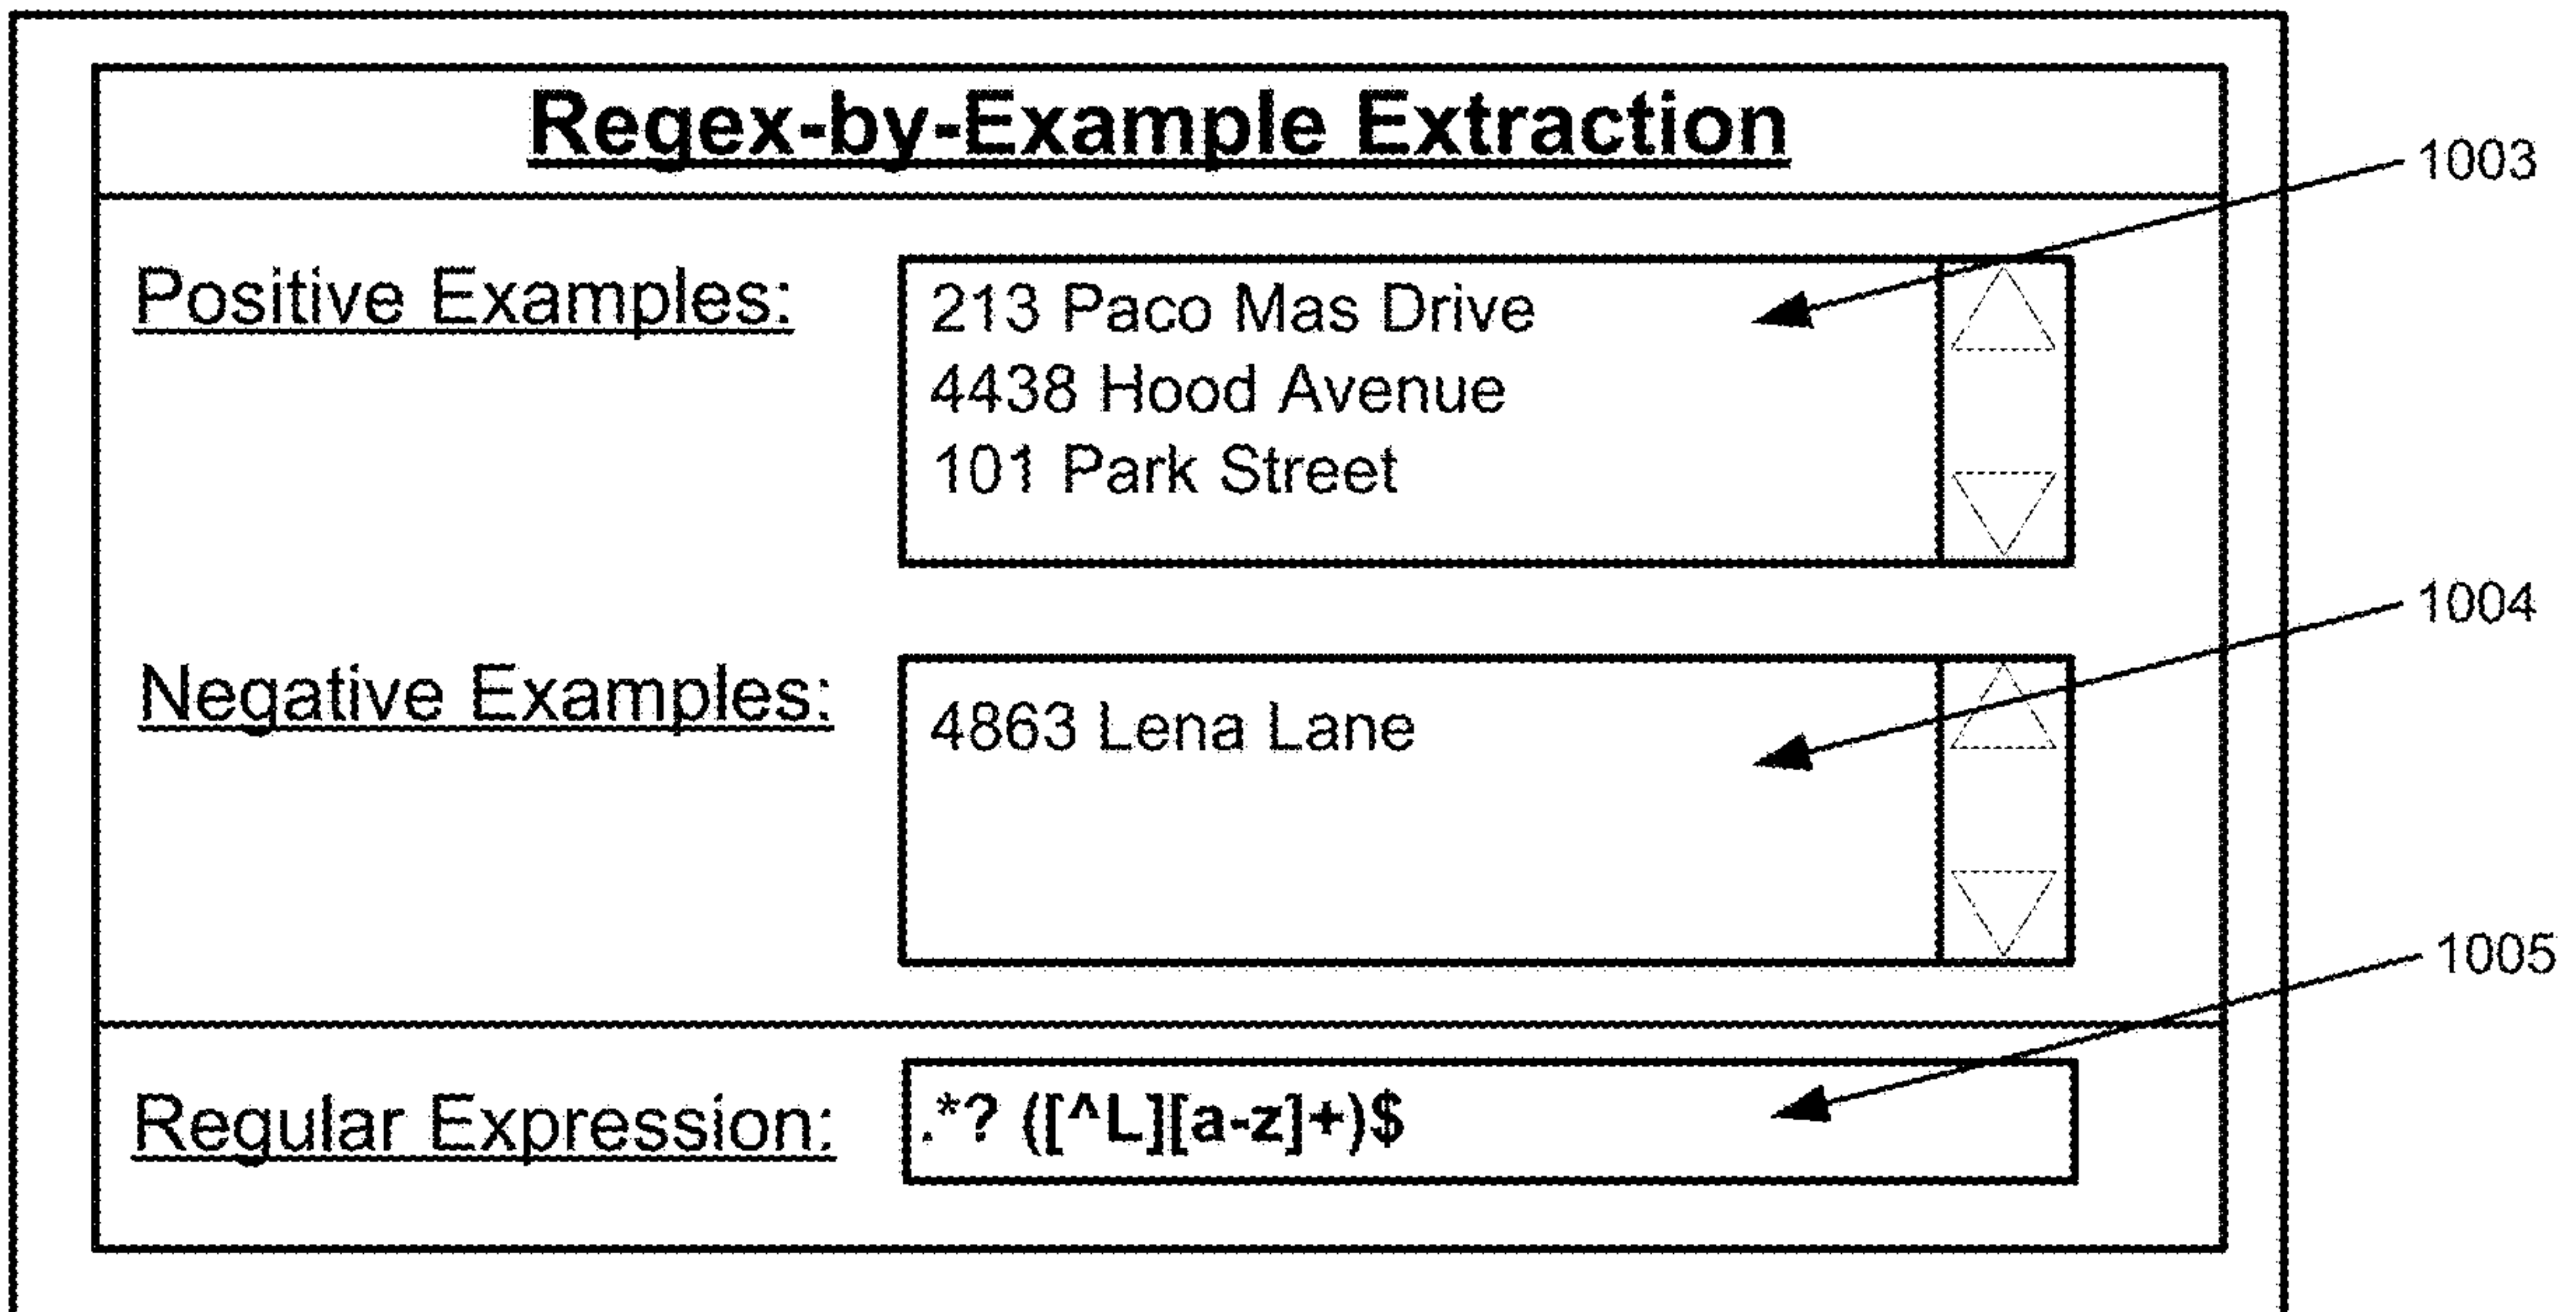 Regex-by-Example Extraction
1003
Positive Examples:
213 Paco Mas Drive
4438 Hood Avenue
101 Park Street
1004
Negative Examples:
4863 Lena Lane
1005
Regular Expression:
.*? ([^L][a-z]+)$